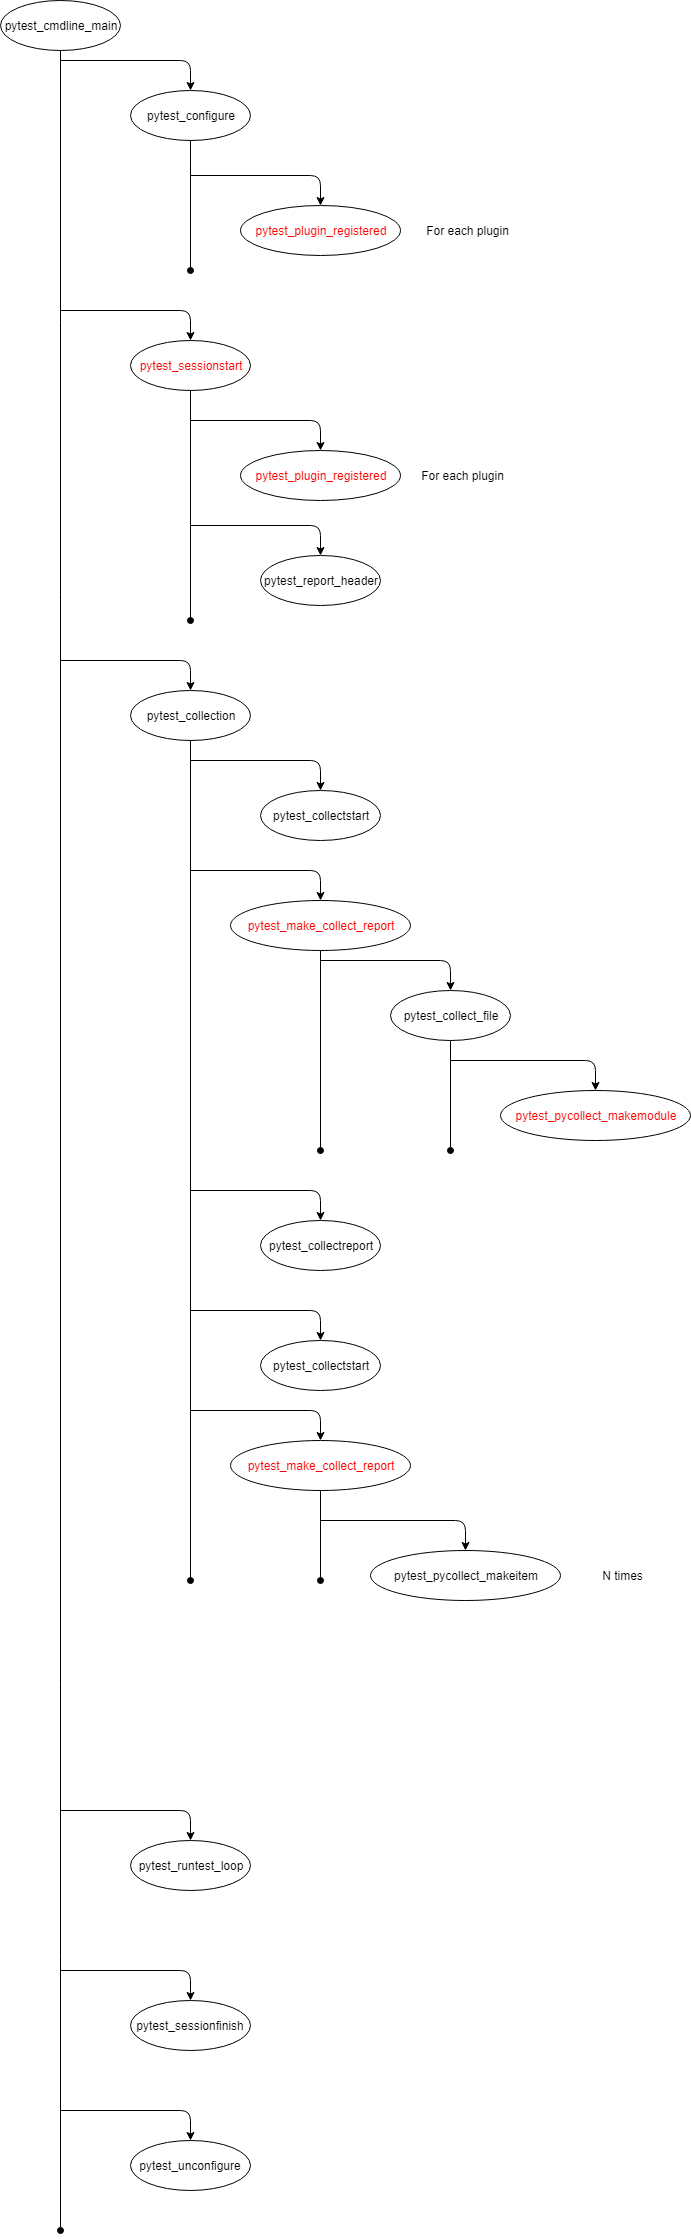 pytest_cmdline_main
pytest_configure
pytest_plugin_registered For each plugin
pytest_sessionstart
pytest_plugin_registered For each plugin
pytest_report_header
pytest_collection
pytest_collectstart
pytest_make_collect_report
pytest_collect_file
pytest_pycollect_makemodule
pytest_collectreport
pytest_collectstart
pytest_make_collect_report
pytest_pycollect_makeitem N times
pytest_runtest_loop
pytest_sessionfinish
pytest_unconfigure